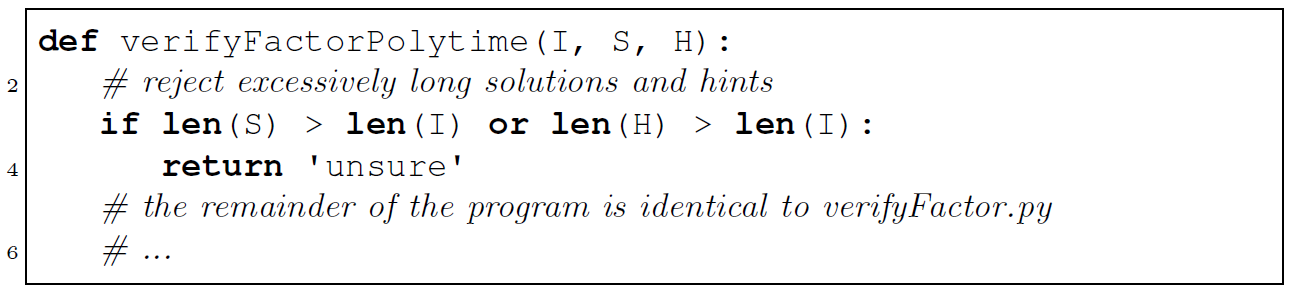 def verifyFactorPolytime(I, S, H):
2 # reject excessively long solutions and hints
if len(S) > len(I) or len(H) > len(I):
4 return 'unsure'
# the remainder of the program is identical to verifyFactor.py
6 # ...